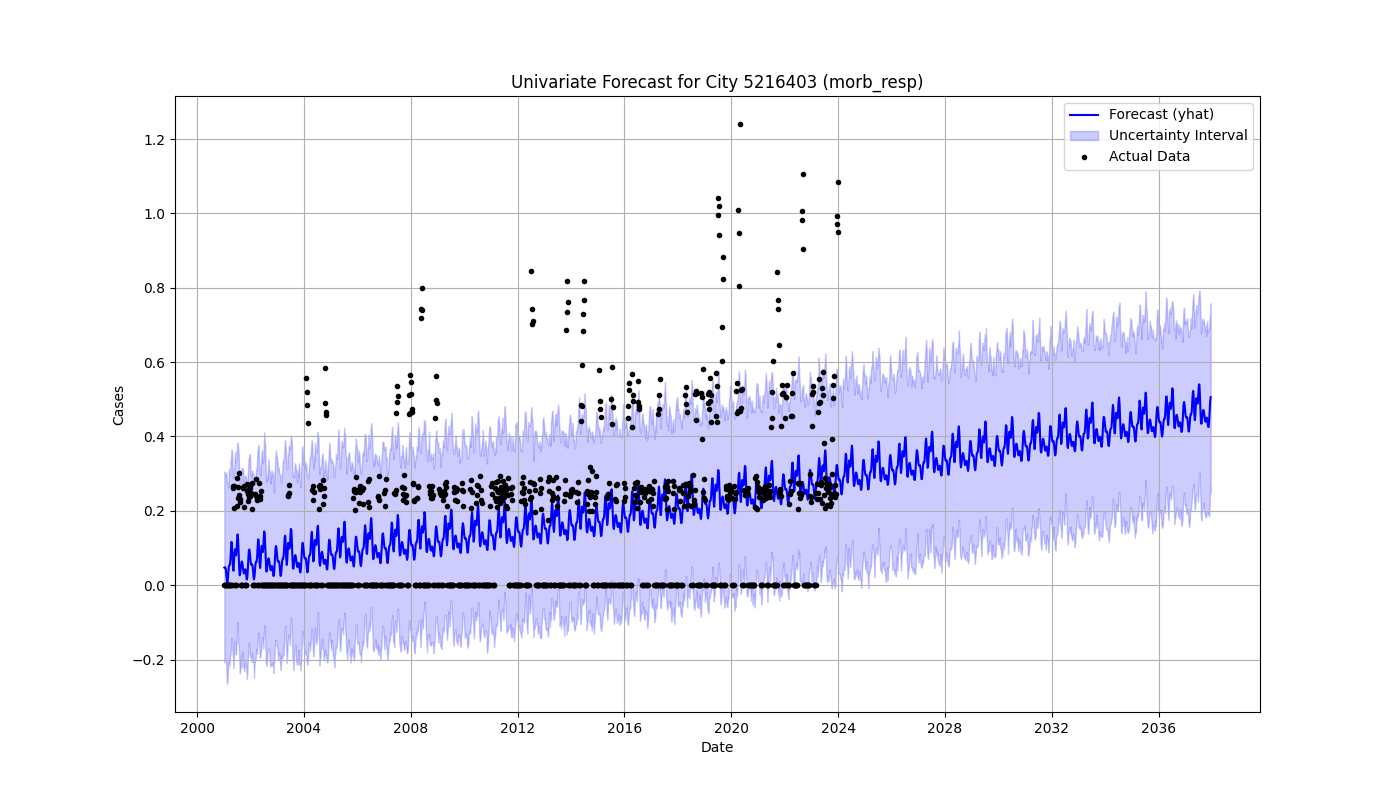 Univariate Forecast for City 5216403 (morb_resp)
Forecast (yhat)
Uncertainty Interval
Actual Data
1.2
1.0
0.8
0.6
0.4
0.2
0.0
−0.2
Cases
2000 2004 2008 2012 2016 2020 2024 2028 2032 2036
Date